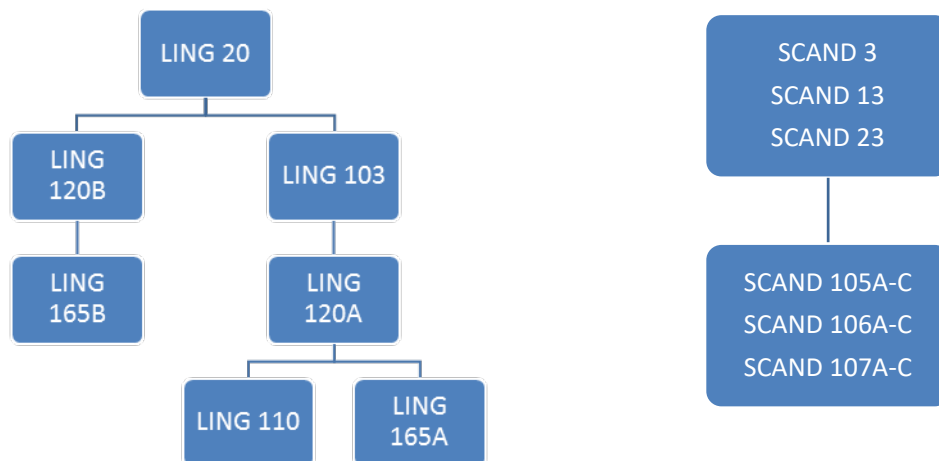 LING 20
LING
120B
LING 103
LING
165B
LING
120A
LING 110
LING
165A
SCAND 3
SCAND 13
SCAND 23
SCAND 105A-C
SCAND 106A-C
SCAND 107A-C